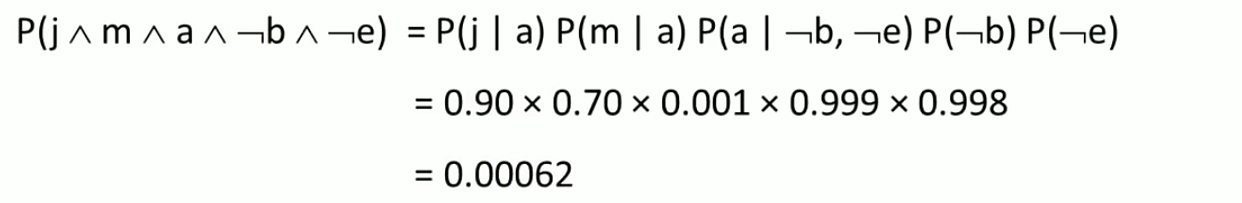 P(j ∧ m ∧ a ∧ ¬b ∧ ¬e) = P(j | a) P(m | a) P(a | ¬b, ¬e) P(¬b) P(¬e)
= 0.90 × 0.70 × 0.001 × 0.999 × 0.998
= 0.00062